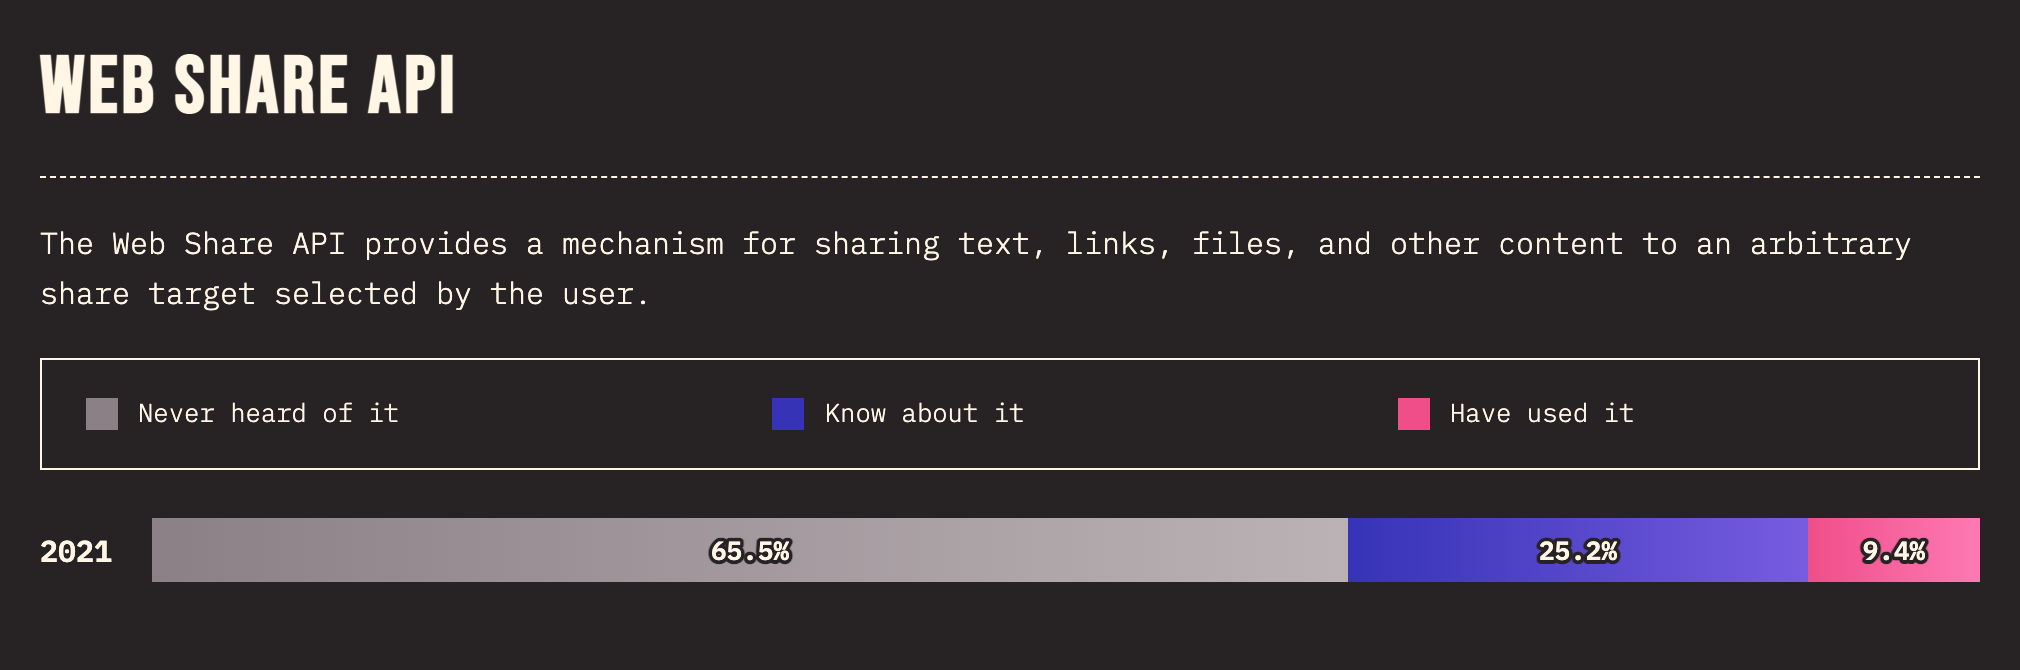 WEB SHARE API
The Web Share API provides a mechanism for sharing text, links, files, and other content to an arbitrary
share target selected by the user.
Never heard of it
Know about it
Have used it
2021
65.5%
25.2%
9.4%